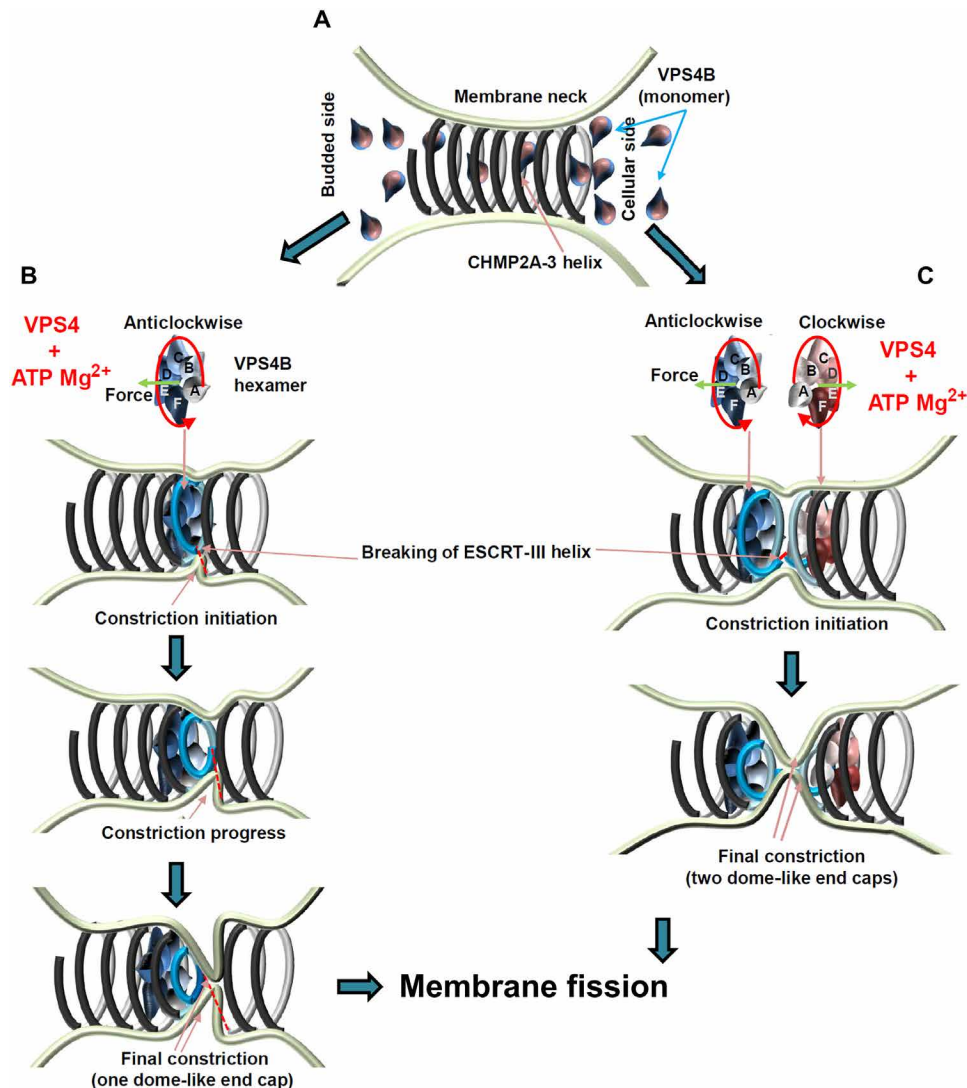 A
Membrane neck
VPS4B
(monomer)
Budded side
Cellular side
CHMP2A-3 helix
B
VPS4
+
ATP Mg²⁺
Anticlockwise
C
B
D
E
A
F
Force
VPS4B
hexamer
C
Anticlockwise
C
B
D
E
A
F
Force
Clockwise
C
B
D
A
E
F
VPS4
+
ATP Mg²⁺
Breaking of ESCRT-III helix
Constriction initiation
Constriction initiation
Constriction progress
Final constriction
(two dome-like end caps)
Membrane fission
Final constriction
(one dome-like end cap)